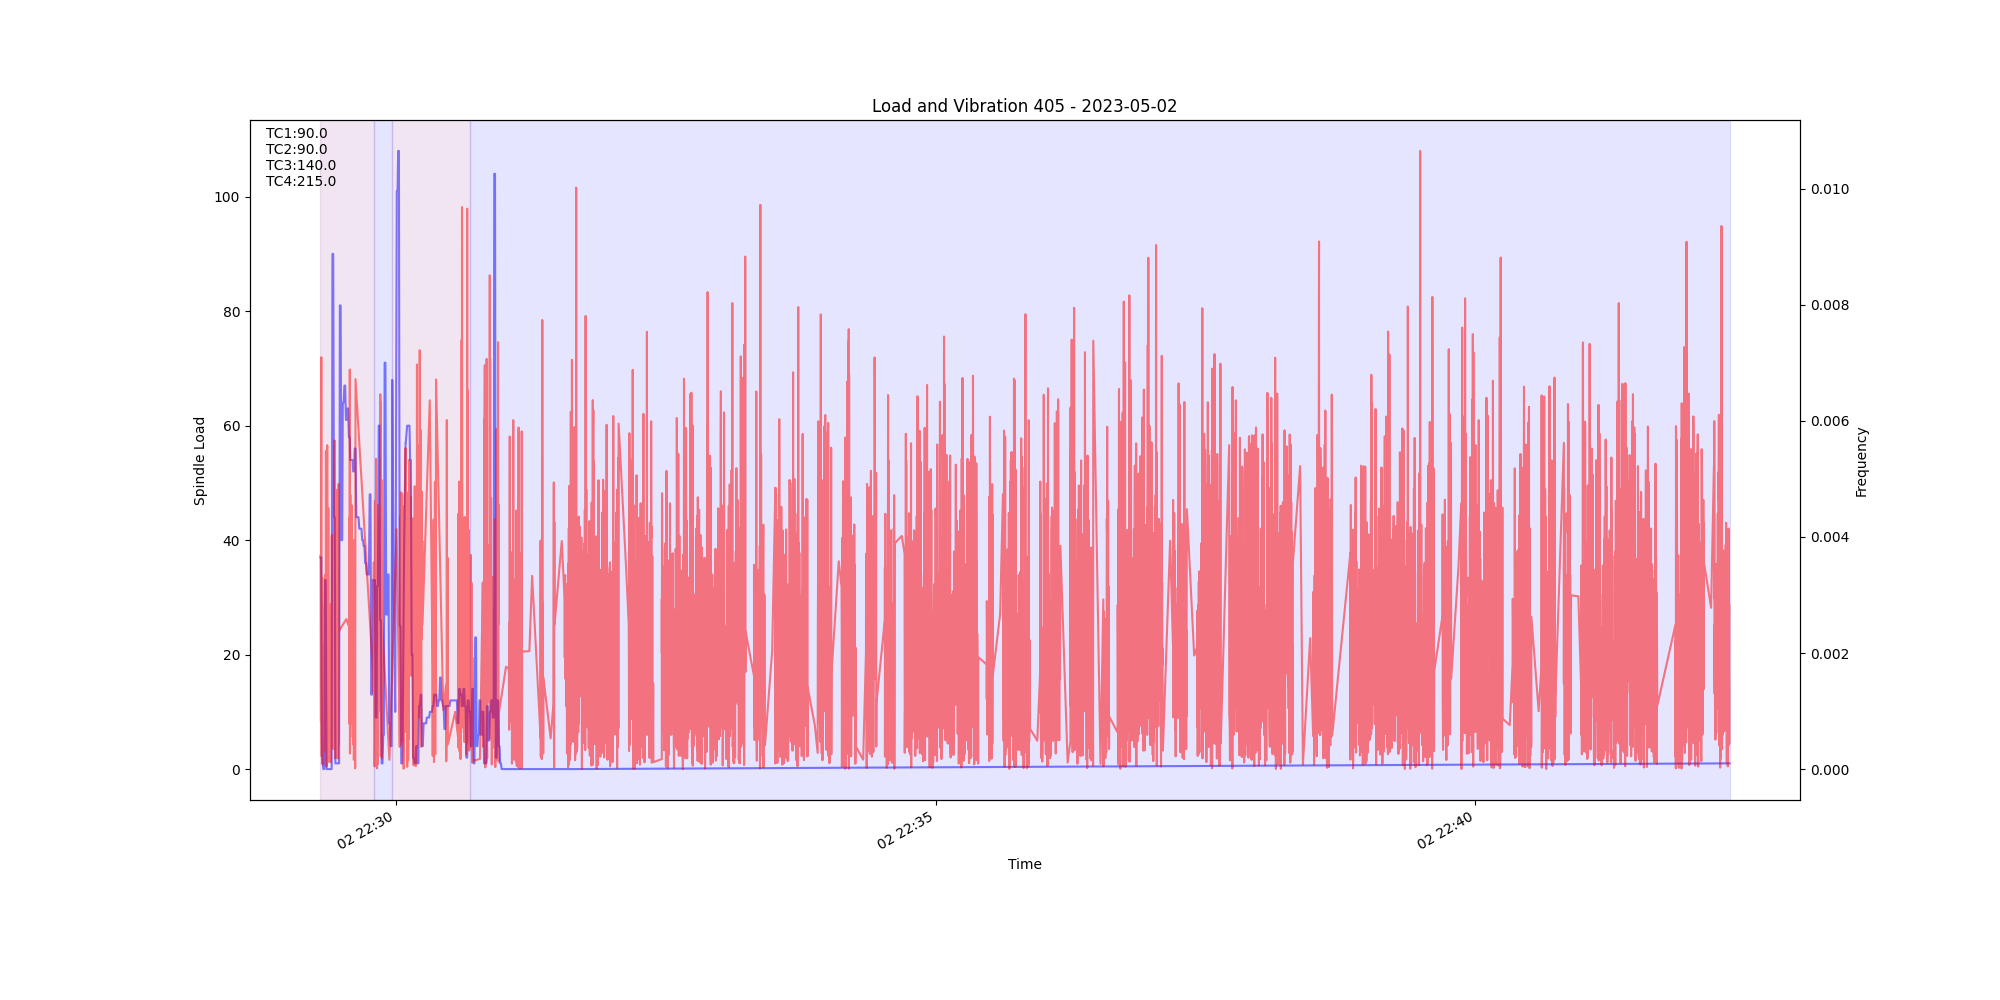 Load and Vibration 405 - 2023-05-02
TC1:90.0
TC2:90.0
TC3:140.0
TC4:215.0
100
80
60
40
20
0
Spindle Load
0.010
0.008
0.006
0.004
0.002
0.000
Frequency
02 22:30
02 22:35
02 22:40
Time